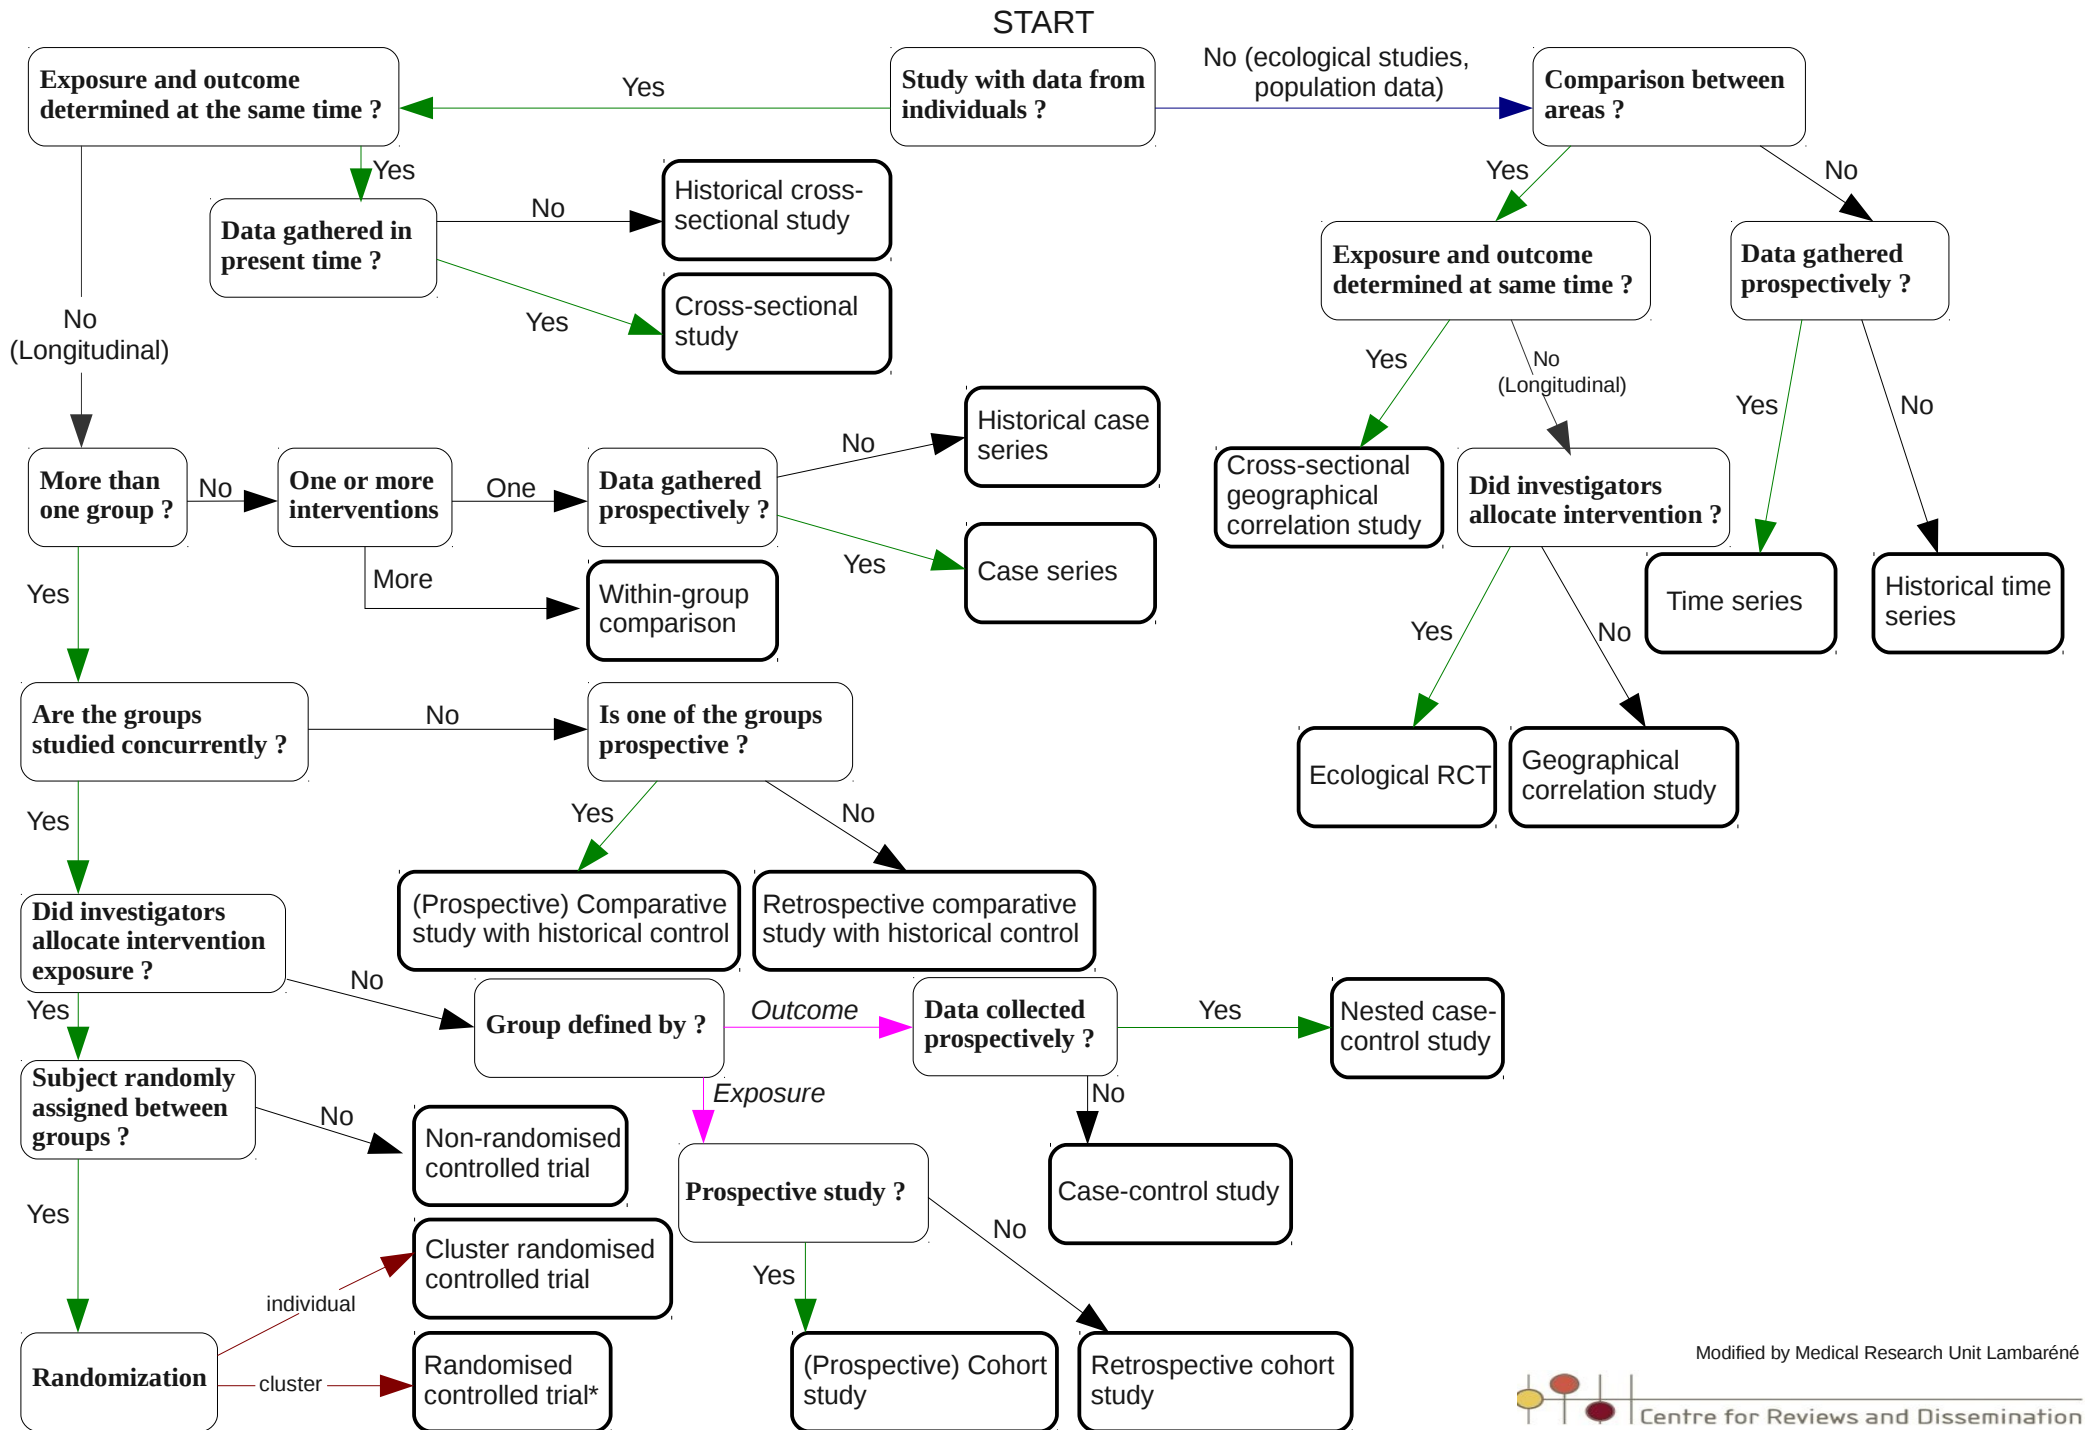 START
Exposure and outcome
determined at the same time ?
Yes
Study with data from
individuals ?
No (ecological studies,
population data)
Comparison between
areas ?
Yes
Data gathered in
present time ?
No
Historical cross-
sectional study
Yes
Cross-sectional
study
No
(Longitudinal)
Yes
No
Exposure and outcome
determined at same time ?
Data gathered
prospectively ?
Yes
No
(Longitudinal)
Yes
No
Cross-sectional
geographical
correlation study
Did investigators
allocate intervention ?
Time series
Historical time
series
Yes
No
Ecological RCT
Geographical
correlation study
More than
one group ?
No
One or more
interventions
One
Data gathered
prospectively ?
No
Historical case
series
Yes
Case series
More
Within-group
comparison
Yes
Are the groups
studied concurrently ?
No
Is one of the groups
prospective ?
Yes
No
(Prospective) Comparative
study with historical control
Retrospective comparative
study with historical control
Yes
Did investigators
allocate intervention
exposure ?
No
Group defined by ?
Outcome
Data collected
prospectively ?
Yes
Nested case-
control study
No
Case-control study
Exposure
Prospective study ?
Yes
No
(Prospective) Cohort
study
Retrospective cohort
study
Yes
Subject randomly
assigned between
groups ?
No
Non-randomised
controlled trial
Yes
Randomization
individual
Cluster randomised
controlled trial
cluster
Randomised
controlled trial*
Modified by Medical Research Unit Lambaréné
Centre for Reviews and Dissemination